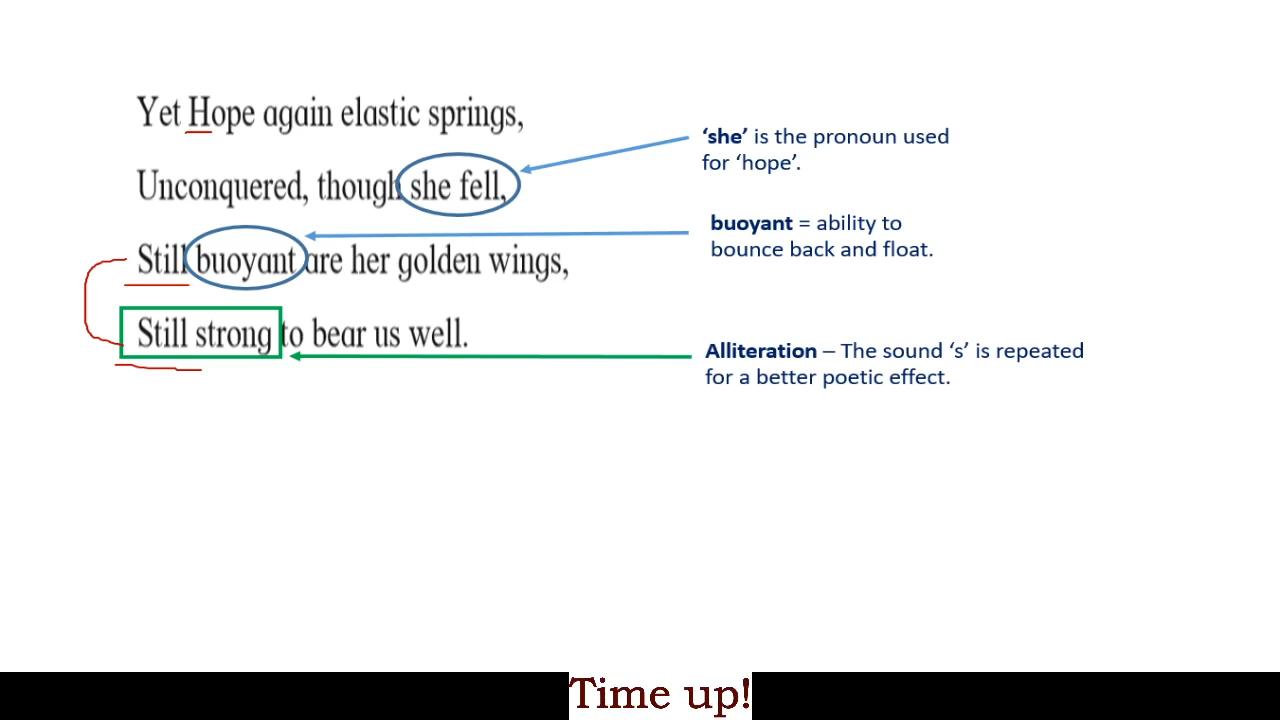 Yet Hope again elastic springs,
Unconquered, though she fell,
Still buoyant are her golden wings,
Still strong to bear us well.
‘she’ is the pronoun used
for ‘hope’.
buoyant = ability to
bounce back and float.
Alliteration – The sound ‘s’ is repeated
for a better poetic effect.
Time up!